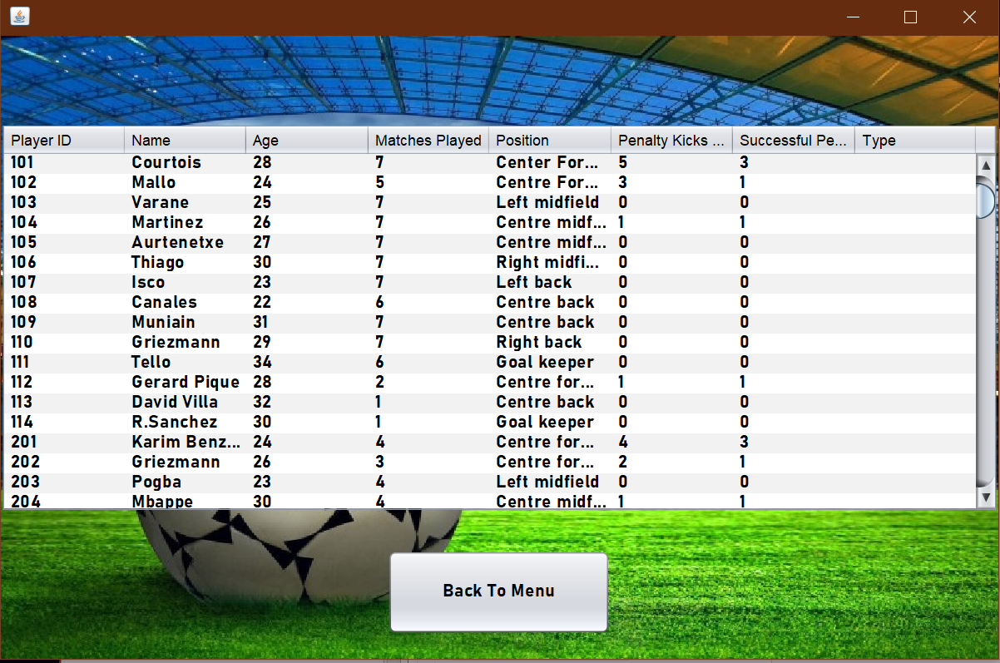 Player ID Name Age Matches Played Position Penalty Kicks ... Successful Pe... Type
101 Courtois 28 7 Center For... 5 3
102 Mallo 24 5 Centre For... 3 1
103 Varane 25 7 Left midfield 0 0
104 Martinez 26 7 Centre midf... 1 1
105 Aurtenetxe 27 7 Centre midf... 0 0
106 Thiago 30 7 Right midfi... 0 0
107 Isco 23 7 Left back 0 0
108 Canales 22 6 Centre back 0 0
109 Muniain 31 7 Centre back 0 0
110 Griezmann 29 7 Right back 0 0
111 Tello 34 6 Goal keeper 0 0
112 Gerard Pique 28 2 Centre for... 1 1
113 David Villa 32 1 Centre back 0 0
114 R.Sanchez 30 1 Goal keeper 0 0
201 Karim Benz... 24 4 Centre for... 4 3
202 Griezmann 26 3 Centre for... 2 1
203 Pogba 23 4 Left midfield 0 0
204 Mbappe 30 4 Centre midf... 1 1
Back To Menu